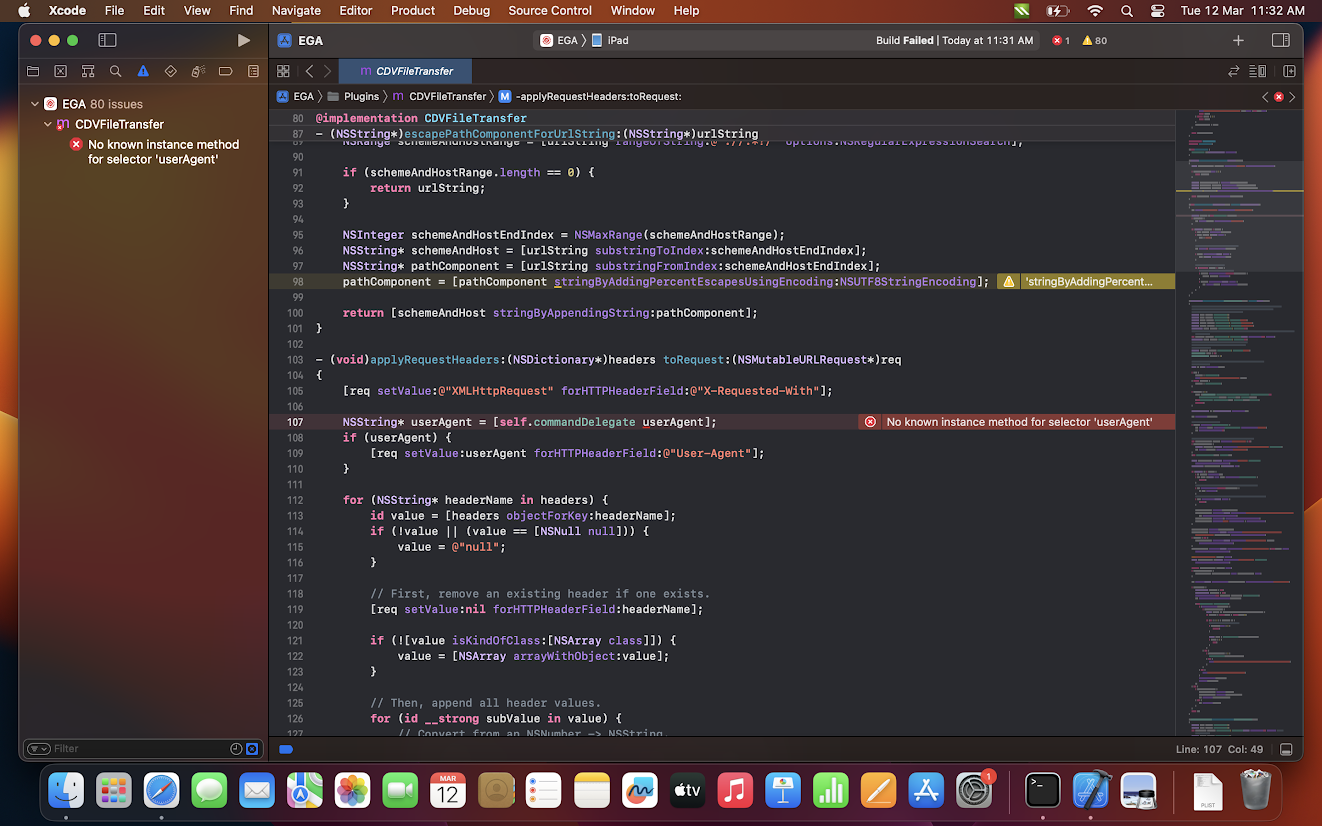 Xcode File Edit View Find Navigate Editor Product Debug Source Control Window Help Tue 12 Mar 11:32 AM
EGA
EGA 〉 iPad
Build Failed | Today at 11:31 AM
1
80
CDVFileTransfer
EGA 80 issues
CDVFileTransfer
No known instance method
for selector 'userAgent'
EGA 〉 Plugins 〉 m CDVFileTransfer 〉 M -applyRequestHeaders:toRequest:
80 @implementation CDVFileTransfer
87 - (NSString*)escapePathComponentForUrlString:(NSString*)urlString
90
91 if (schemeAndHostRange.length == 0) {
92 return urlString;
93 }
94
95 NSInteger schemeAndHostEndIndex = NSMaxRange(schemeAndHostRange);
96 NSString* schemeAndHost = [urlString substringToIndex:schemeAndHostEndIndex];
97 NSString* pathComponent = [urlString substringFromIndex:schemeAndHostEndIndex];
98 pathComponent = [pathComponent stringByAddingPercentEscapesUsingEncoding:NSUTF8StringEncoding]; 'stringByAddingPercent...
99
100 return [schemeAndHost stringByAppendingString:pathComponent];
101 }
102
103 - (void)applyRequestHeaders:(NSDictionary*)headers toRequest:(NSMutableURLRequest*)req
104 {
105 [req setValue:@"XMLHttpRequest" forHTTPHeaderField:@"X-Requested-With"];
106
107 NSString* userAgent = [self.commandDelegate userAgent]; No known instance method for selector 'userAgent'
108 if (userAgent) {
109 [req setValue:userAgent forHTTPHeaderField:@"User-Agent"];
110 }
111
112 for (NSString* headerName in headers) {
113 id value = [headers objectForKey:headerName];
114 if (!value || (value == [NSNull null])) {
115 value = @"null";
116 }
117
118 // First, remove an existing header if one exists.
119 [req setValue:nil forHTTPHeaderField:headerName];
120
121 if (![value isKindOfClass:[NSArray class]]) {
122 value = [NSArray arrayWithObject:value];
123 }
124
125 // Then, append all header values.
126 for (id __strong subValue in value) {
127 // Convert from an NSNumber -> NSString.
Filter
Line: 107 Col: 49
MAR
12
tv
1
PLIST